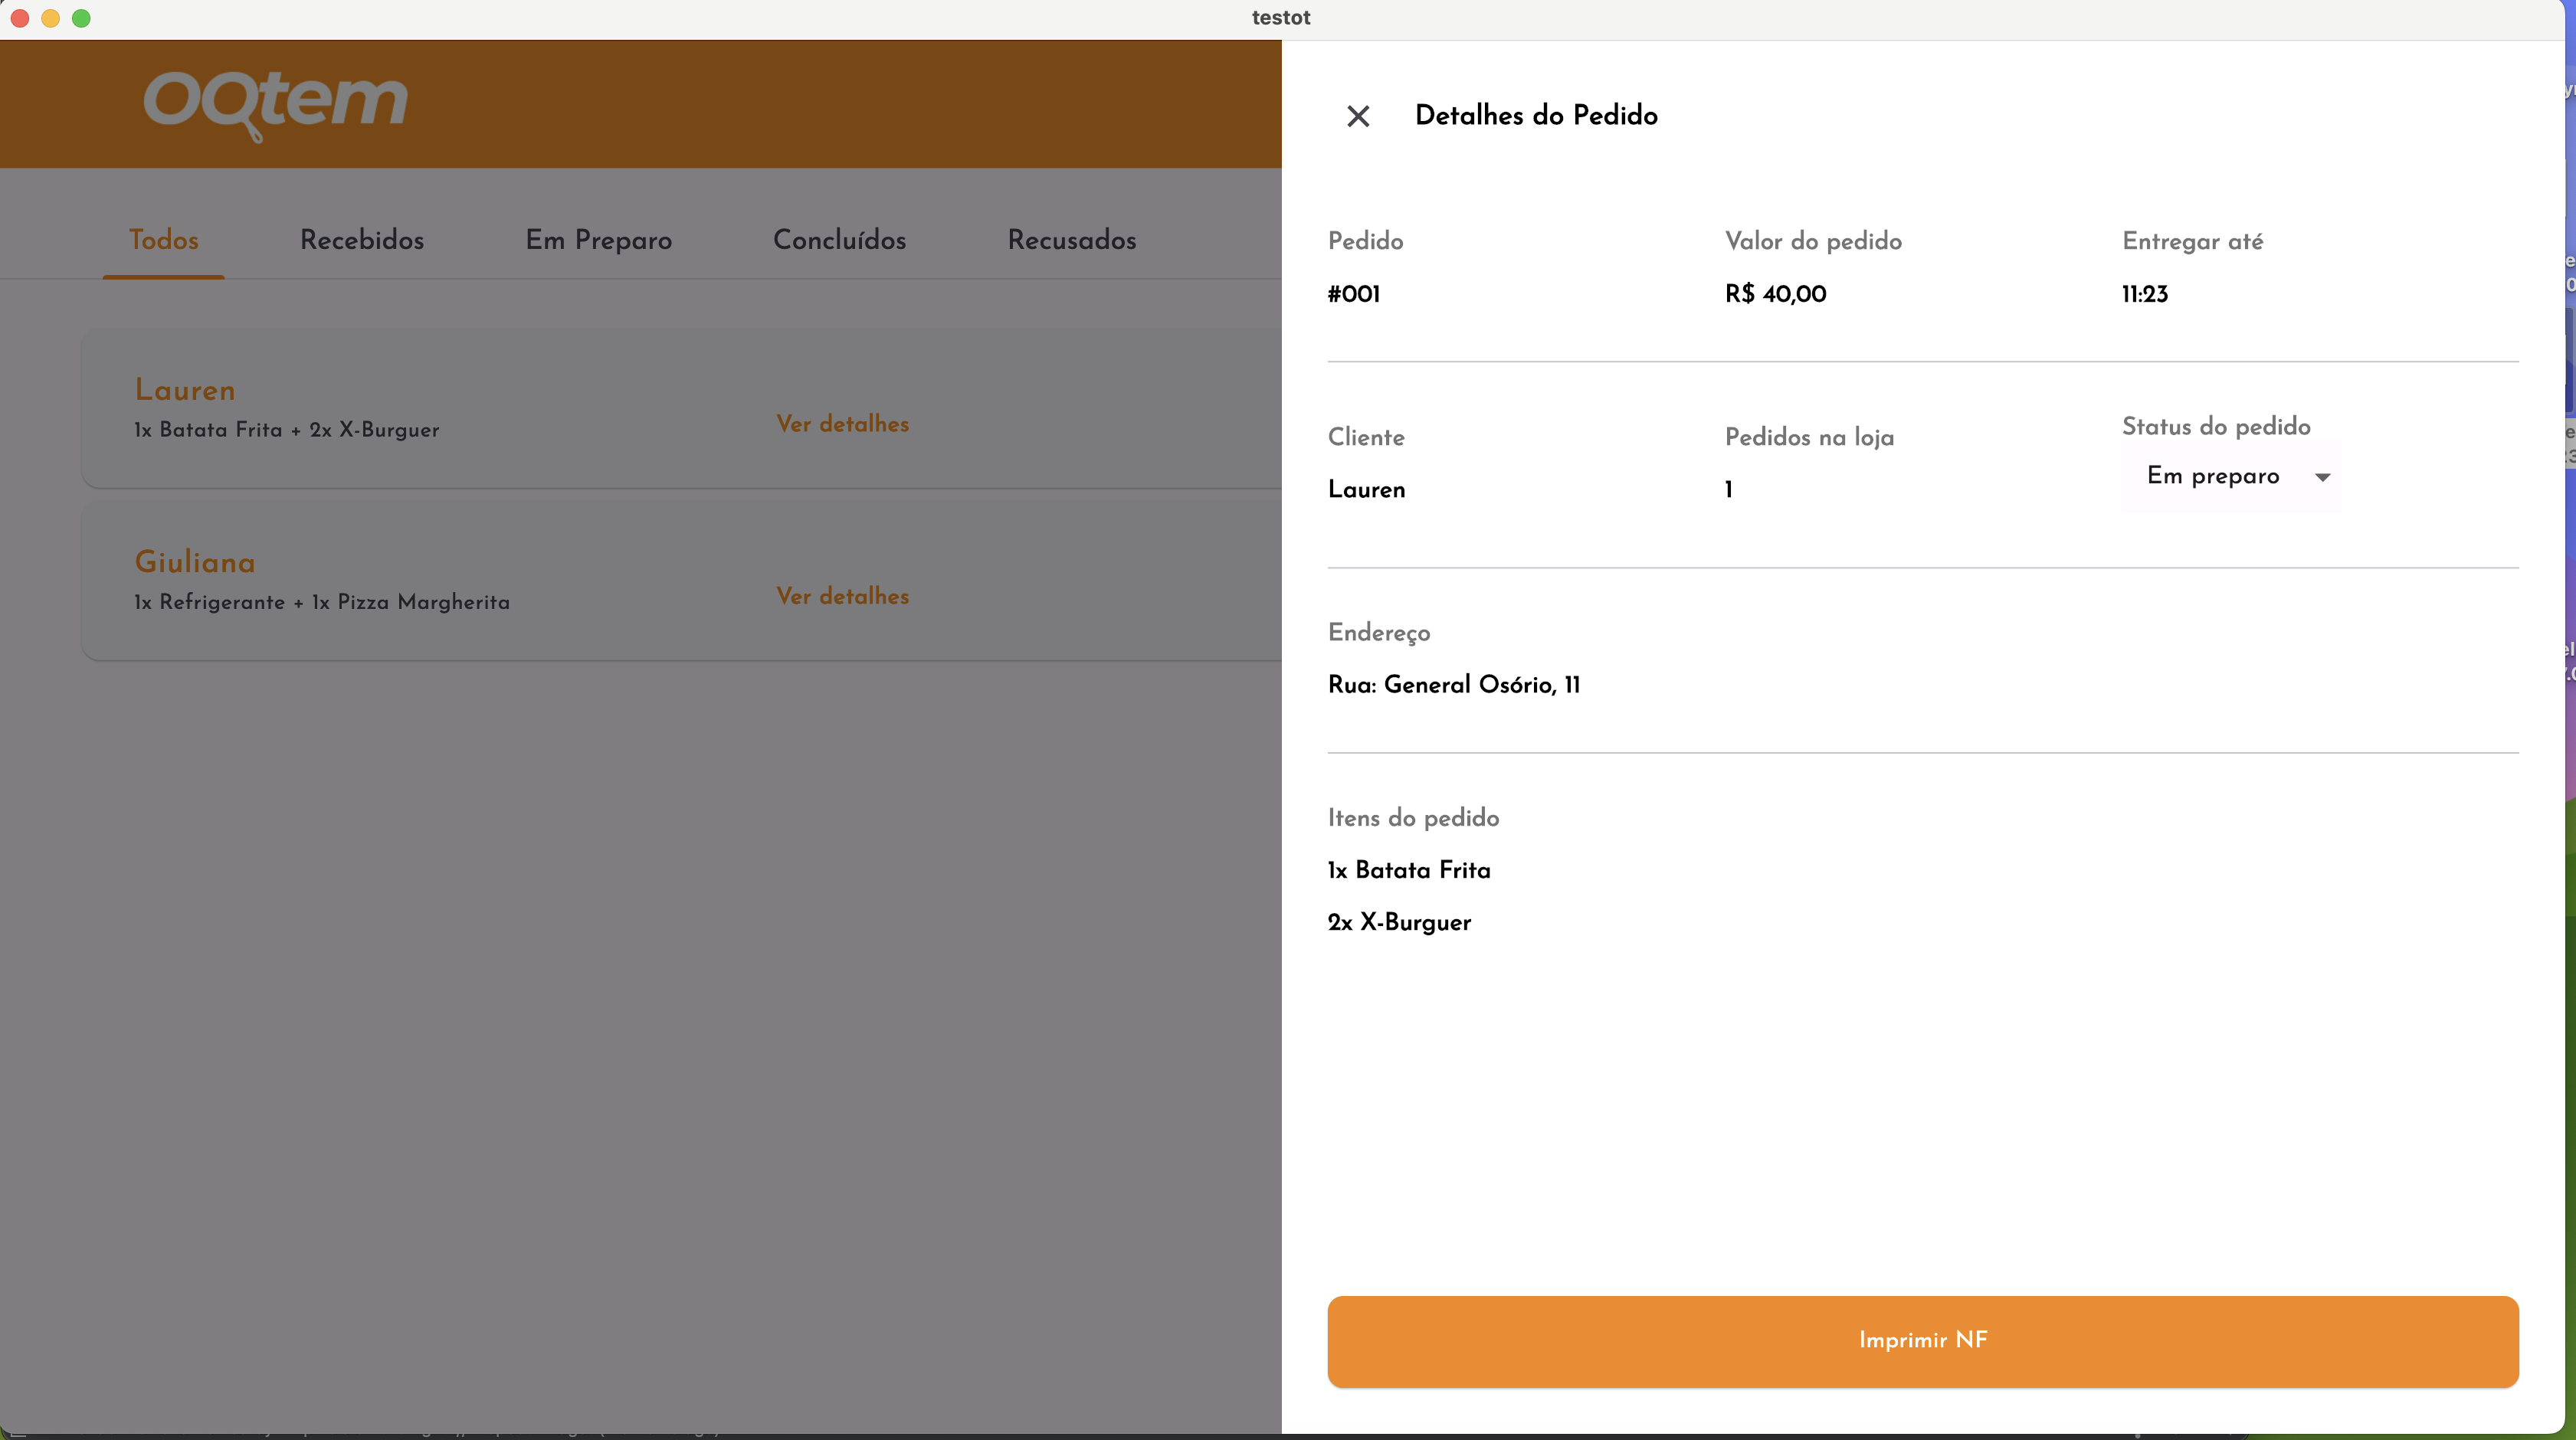 testot
OQtem
Todos Recebidos Em Preparo Concluídos Recusados
Lauren
1x Batata Frita + 2x X-Burguer
Ver detalhes
Giuliana
1x Refrigerante + 1x Pizza Margherita
Ver detalhes
Detalhes do Pedido
Pedido Valor do pedido Entregar até
#001 R$ 40,00 11:23
Cliente Pedidos na loja Status do pedido
Lauren 1 Em preparo
Endereço
Rua: General Osório, 11
Itens do pedido
1x Batata Frita
2x X-Burguer
Imprimir NF